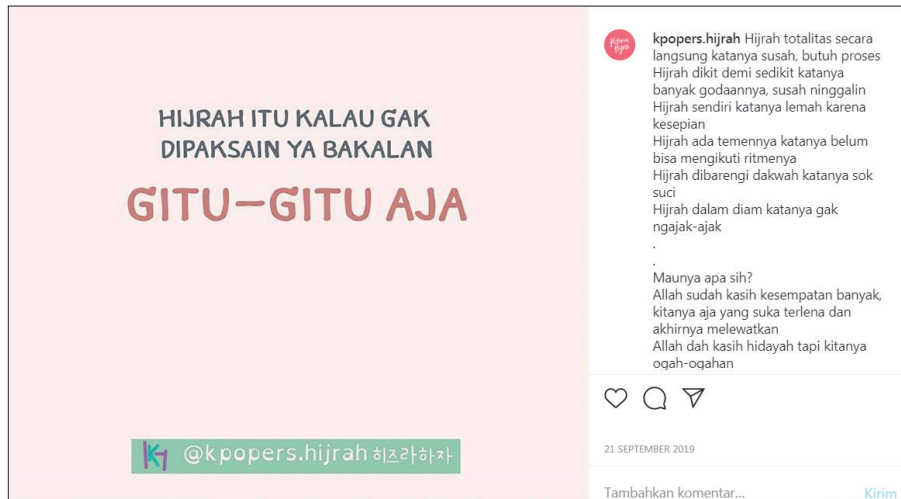 HIJRAH ITU KALAU GAK
DIPAKSAIN YA BAKALAN
GITU-GITU AJA
@kpopers.hijrah 히즈라하자
kpopers.hijrah Hijrah totalitas secara
langsung katanya susah, butuh proses
Hijrah dikit demi sedikit katanya
banyak godaannya, susah ninggalin
Hijrah sendiri katanya lemah karena
kesepian
Hijrah ada temennya katanya belum
bisa mengikuti ritmenya
Hijrah dibarengi dakwah katanya sok
suci
Hijrah dalam diam katanya gak
ngajak-ajak
.
.
Maunya apa sih?
Allah sudah kasih kesempatan banyak,
kitanya aja yang suka terlena dan
akhirnya melewatkan
Allah dah kasih hidayah tapi kitanya
ogah-ogahan
21 SEPTEMBER 2019
Tambahkan komentar...
Kirim